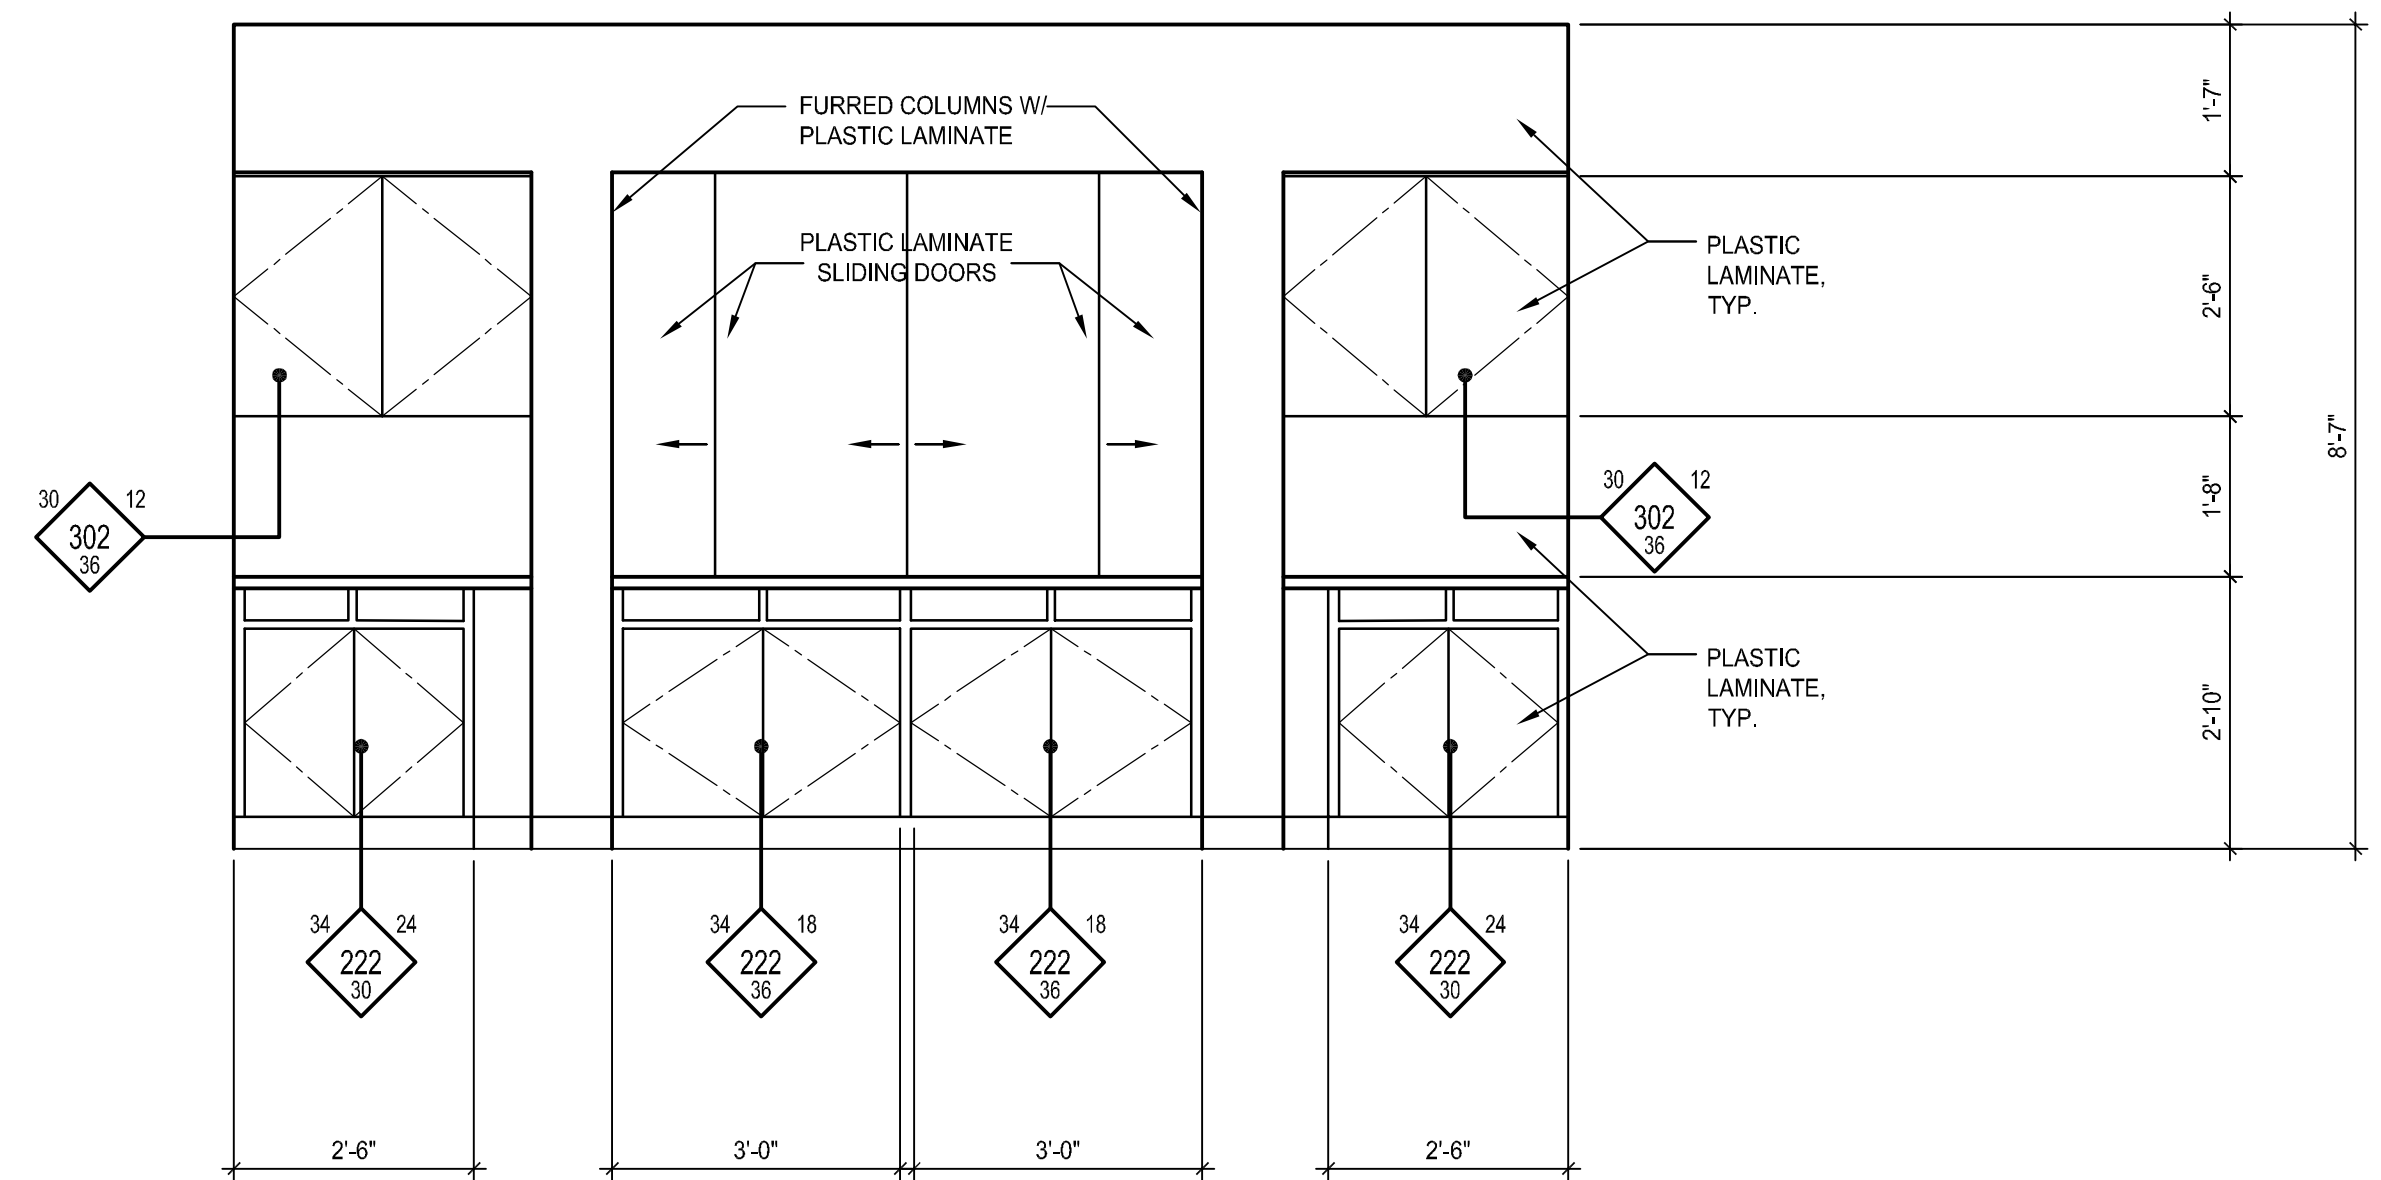 1'-7"
FURRED COLUMNS W/
PLASTIC LAMINATE
PLASTIC LAMINATE
SLIDING DOORS
PLASTIC
LAMINATE,
TYP.
2'-6"
8'-7"
30 12
302
36
30 12
302
36
1'-8"
PLASTIC
LAMINATE,
TYP.
2'-10"
34 24
222
30
34 18
222
36
34 18
222
36
34 24
222
30
2'-6"
3'-0"
3'-0"
2'-6"